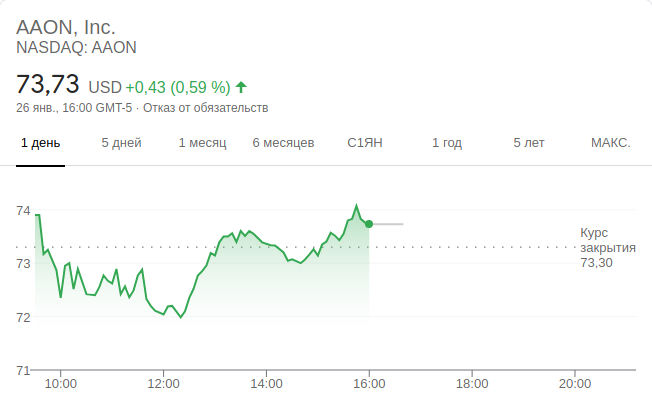 AAON, Inc.
NASDAQ: AAON
73,73 USD +0,43 (0,59 %)
26 янв., 16:00 GMT-5 · Отказ от обязательств
1 день 5 дней 1 месяц 6 месяцев С1ЯН 1 год 5 лет МАКС.
74
Курс
закрытия
73,30
73
72
71
10:00 12:00 14:00 16:00 18:00 20:00